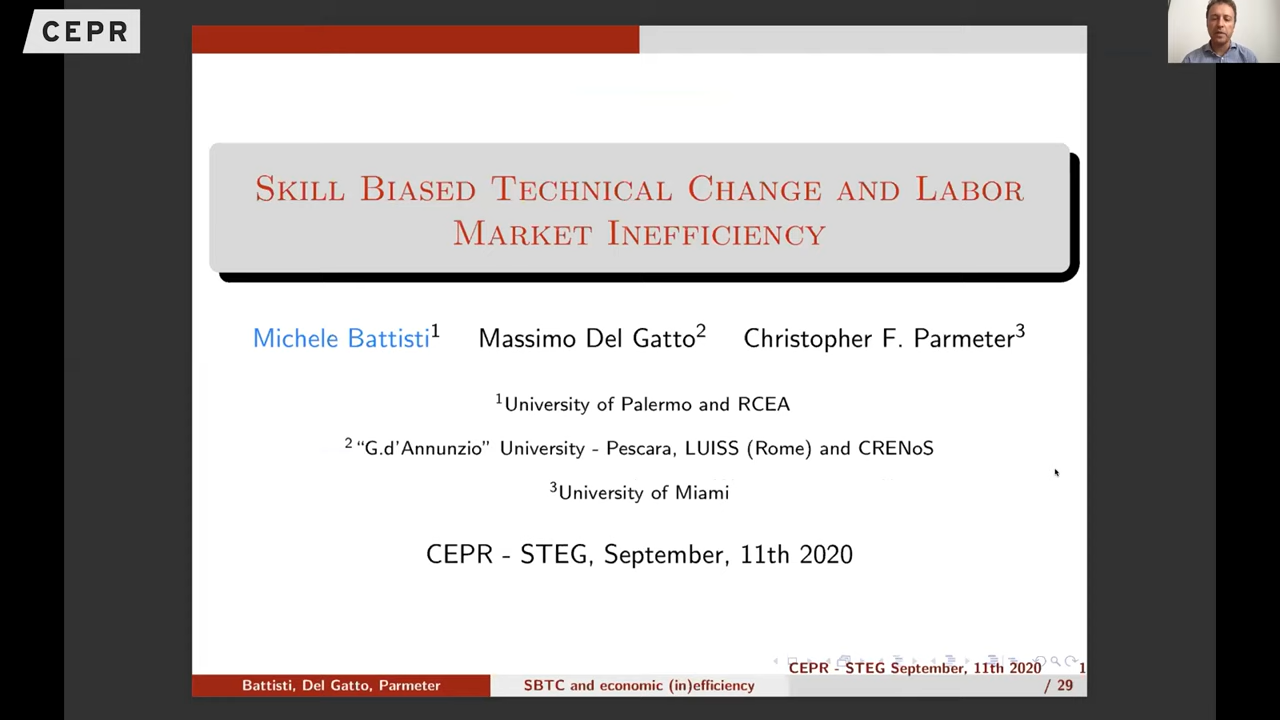 CEPR
SKILL BIASED TECHNICAL CHANGE AND LABOR
MARKET INEFFICIENCY
Michele Battisti¹ Massimo Del Gatto² Christopher F. Parmeter³
¹University of Palermo and RCEA
²“G.d’Annunzio” University - Pescara, LUISS (Rome) and CRENoS
³University of Miami
CEPR - STEG, September, 11th 2020
CEPR - STEG September, 11th 2020 1
Battisti, Del Gatto, Parmeter SBTC and economic (in)efficiency / 29